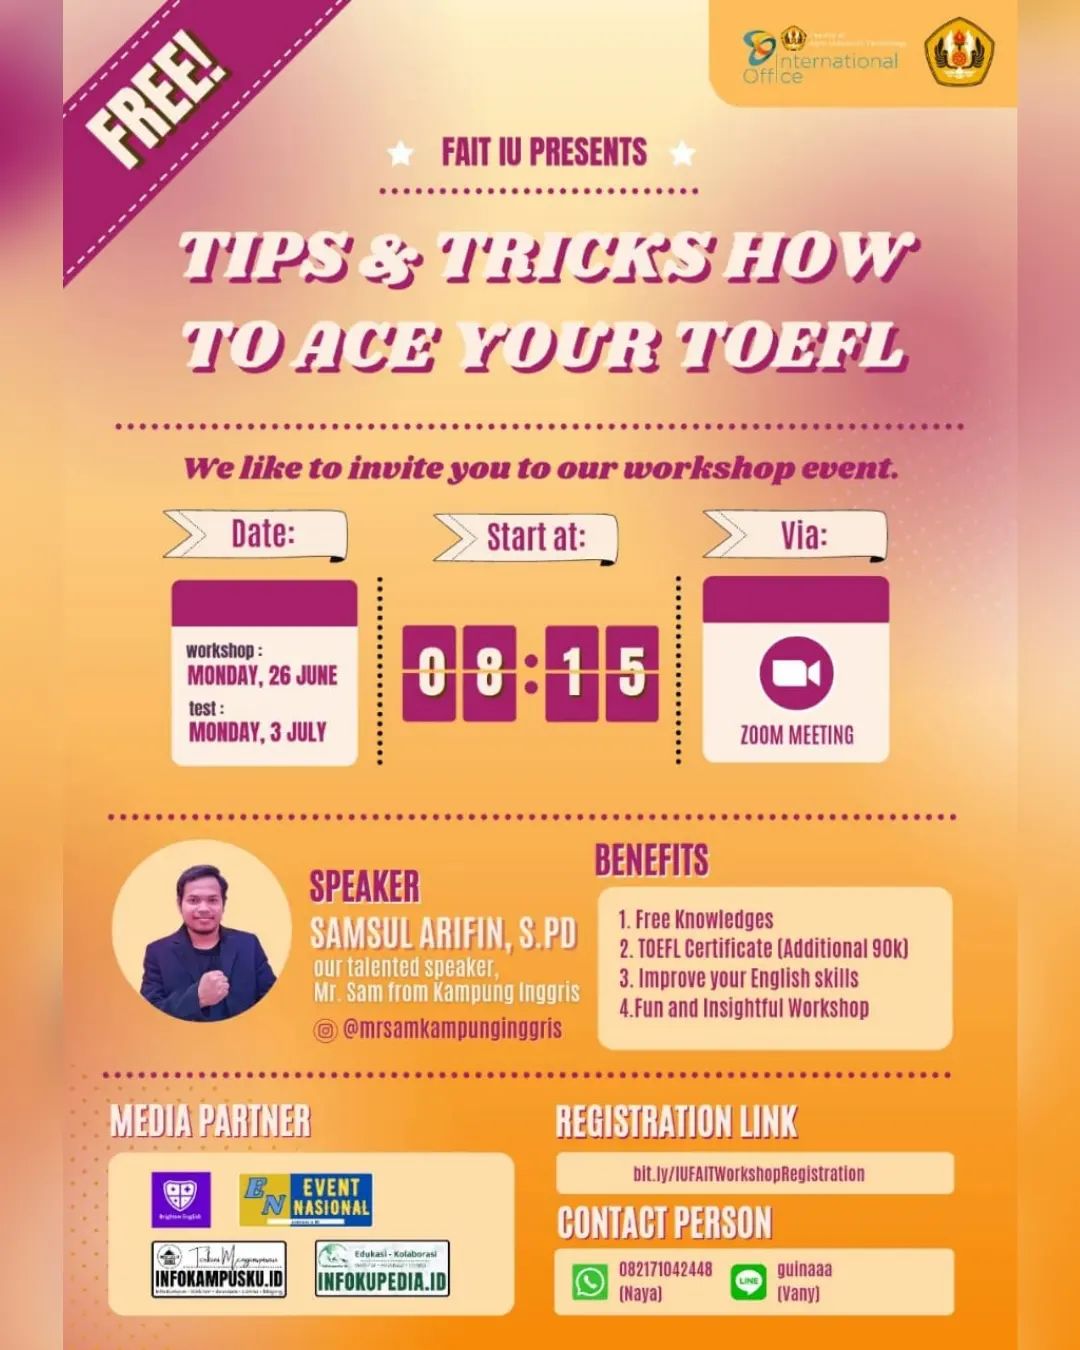 FREE!
International
Office
FAIT IU PRESENTS
TIPS & TRICKS HOW
TO ACE YOUR TOEFL
We like to invite you to our workshop event.
Date:
Start at:
Via:
workshop :
MONDAY, 26 JUNE
test :
MONDAY, 3 JULY
08:15
ZOOM MEETING
SPEAKER
SAMSUL ARIFIN, S.PD
our talented speaker,
Mr. Sam from Kampung Inggris
@mrsamkampunginggris
BENEFITS
1. Free Knowledges
2. TOEFL Certificate (Additional 90k)
3. Improve your English skills
4.Fun and Insightful Workshop
MEDIA PARTNER
Brighten English
EN EVENT
NASIONAL
INFOKAMPUSKU.ID
Edukasi - Kolaborasi
INFOKUPEDIA.ID
REGISTRATION LINK
bit.ly/IUFAITWorkshopRegistration
CONTACT PERSON
082171042448
(Naya)
LINE
guinaaa
(Vany)